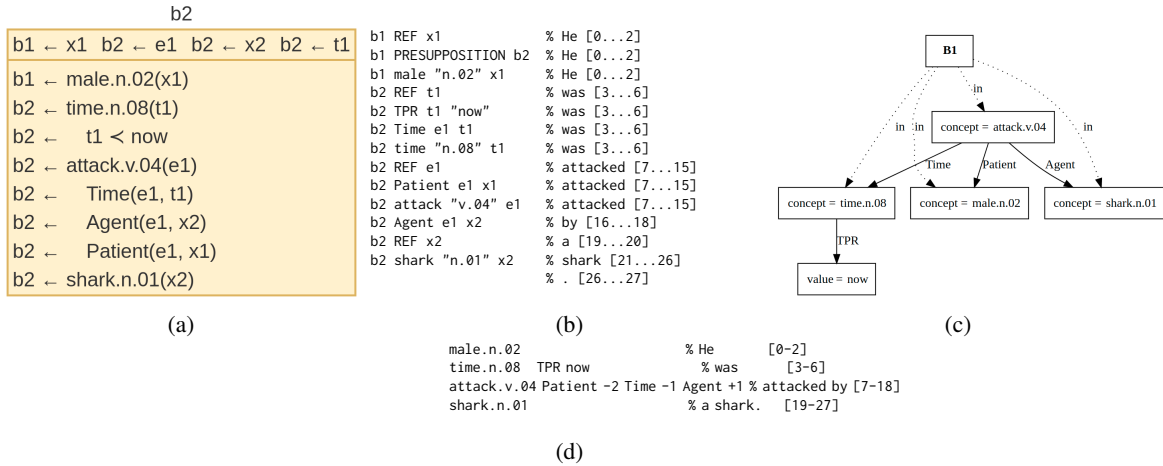 b2
b1 ← x1 b2 ← e1 b2 ← x2 b2 ← t1
b1 ← male.n.02(x1)
b2 ← time.n.08(t1)
b2 ← t1 ≺ now
b2 ← attack.v.04(e1)
b2 ← Time(e1, t1)
b2 ← Agent(e1, x2)
b2 ← Patient(e1, x1)
b2 ← shark.n.01(x2)
(a)
b1 REF x1 % He [0...2]
b1 PRESUPPOSITION b2 % He [0...2]
b1 male "n.02" x1 % He [0...2]
b2 REF t1 % was [3...6]
b2 TPR t1 "now" % was [3...6]
b2 Time e1 t1 % was [3...6]
b2 time "n.08" t1 % was [3...6]
b2 REF e1 % attacked [7...15]
b2 Patient e1 x1 % attacked [7...15]
b2 attack "v.04" e1 % attacked [7...15]
b2 Agent e1 x2 % by [16...18]
b2 REF x2 % a [19...20]
b2 shark "n.01" x2 % shark [21...26]
% . [26...27]
(b)
B1
in
concept = attack.v.04
in in in
Time Patient Agent
concept = time.n.08 concept = male.n.02 concept = shark.n.01
TPR
value = now
(c)
male.n.02 % He [0-2]
time.n.08 TPR now % was [3-6]
attack.v.04 Patient -2 Time -1 Agent +1 % attacked by [7-18]
shark.n.01 % a shark. [19-27]
(d)